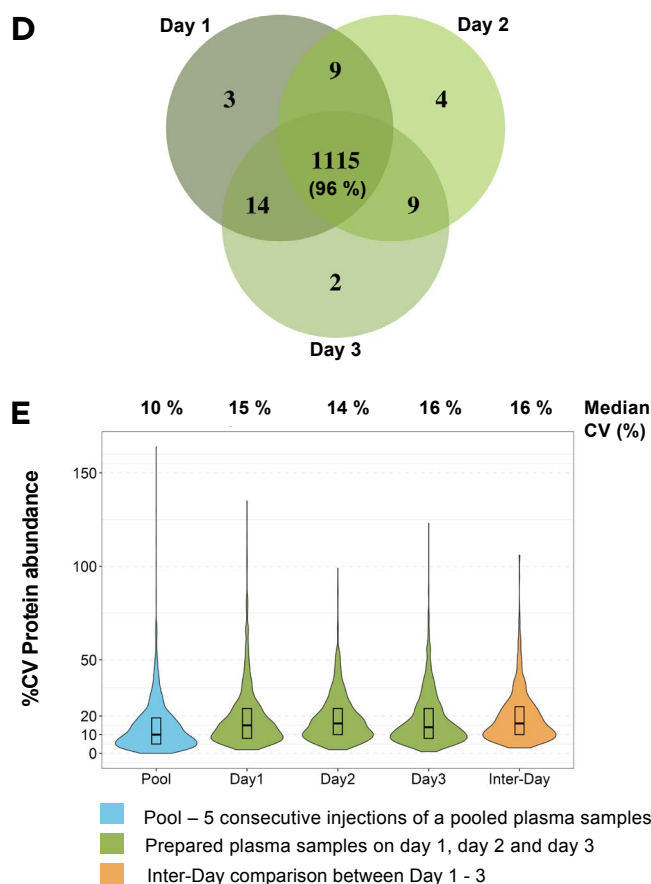 D
Day 1
Day 2
9
3
4
1115
(96 %)
14
9
2
Day 3
E
10 % 15 % 14 % 16 % 16 % Median
CV (%)
%CV Protein abundance
150
100
50
20
10
0
Pool Day1 Day2 Day3 Inter-Day
Pool – 5 consecutive injections of a pooled plasma samples
Prepared plasma samples on day 1, day 2 and day 3
Inter-Day comparison between Day 1 - 3